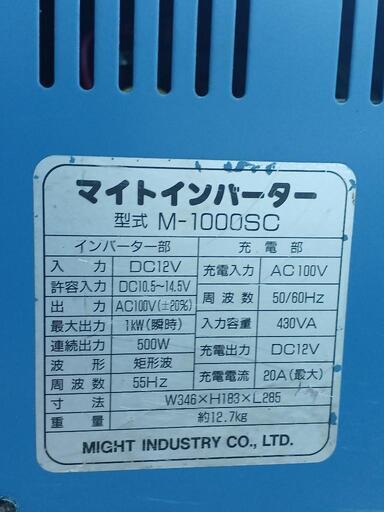 マイトインバーター
型式 M-1000SC
インバーター部 充電部
入力 DC12V 充電入力 AC100V
許容入力 DC10.5~14.5V 周波数 50/60Hz
出力 AC100V(±20%) 入力容量 430VA
最大出力 1kW(瞬時) 充電出力 DC12V
連続出力 500W 充電電流 20A(最大)
波形 矩形波
周波数 55Hz
寸法 W346×H183×L285
重量 約12.7kg
MIGHT INDUSTRY CO., LTD.